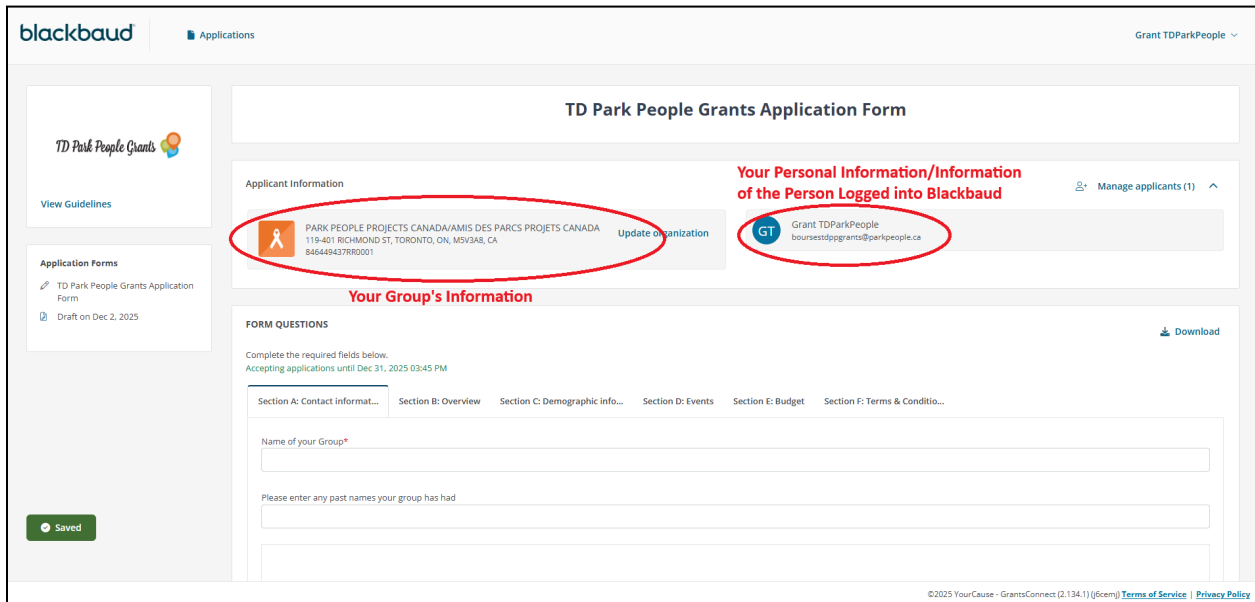 blackbaud
Applications
Grant TDParkPeople
TD Park People Grants
View Guidelines
Application Forms
TD Park People Grants Application
Form
Draft on Dec 2, 2025
Saved
TD Park People Grants Application Form
Applicant Information
Your Personal Information/Information
of the Person Logged into Blackbaud
Manage applicants (1)
PARK PEOPLE PROJECTS CANADA/AMIS DES PARCS PROJETS CANADA
119-401 RICHMOND ST, TORONTO, ON, M5V3A8, CA
846449437RR0001
Update organization
GT
Grant TDParkPeople
boursestdppgrants@parkpeople.ca
Your Group's Information
FORM QUESTIONS
Download
Complete the required fields below.
Accepting applications until Dec 31, 2025 03:45 PM
Section A: Contact informat...
Section B: Overview
Section C: Demographic info...
Section D: Events
Section E: Budget
Section F: Terms & Conditio...
Name of your Group*
Please enter any past names your group has had
©2025 YourCause - GrantsConnect (2.134.1) (j6cemj) Terms of Service | Privacy Policy